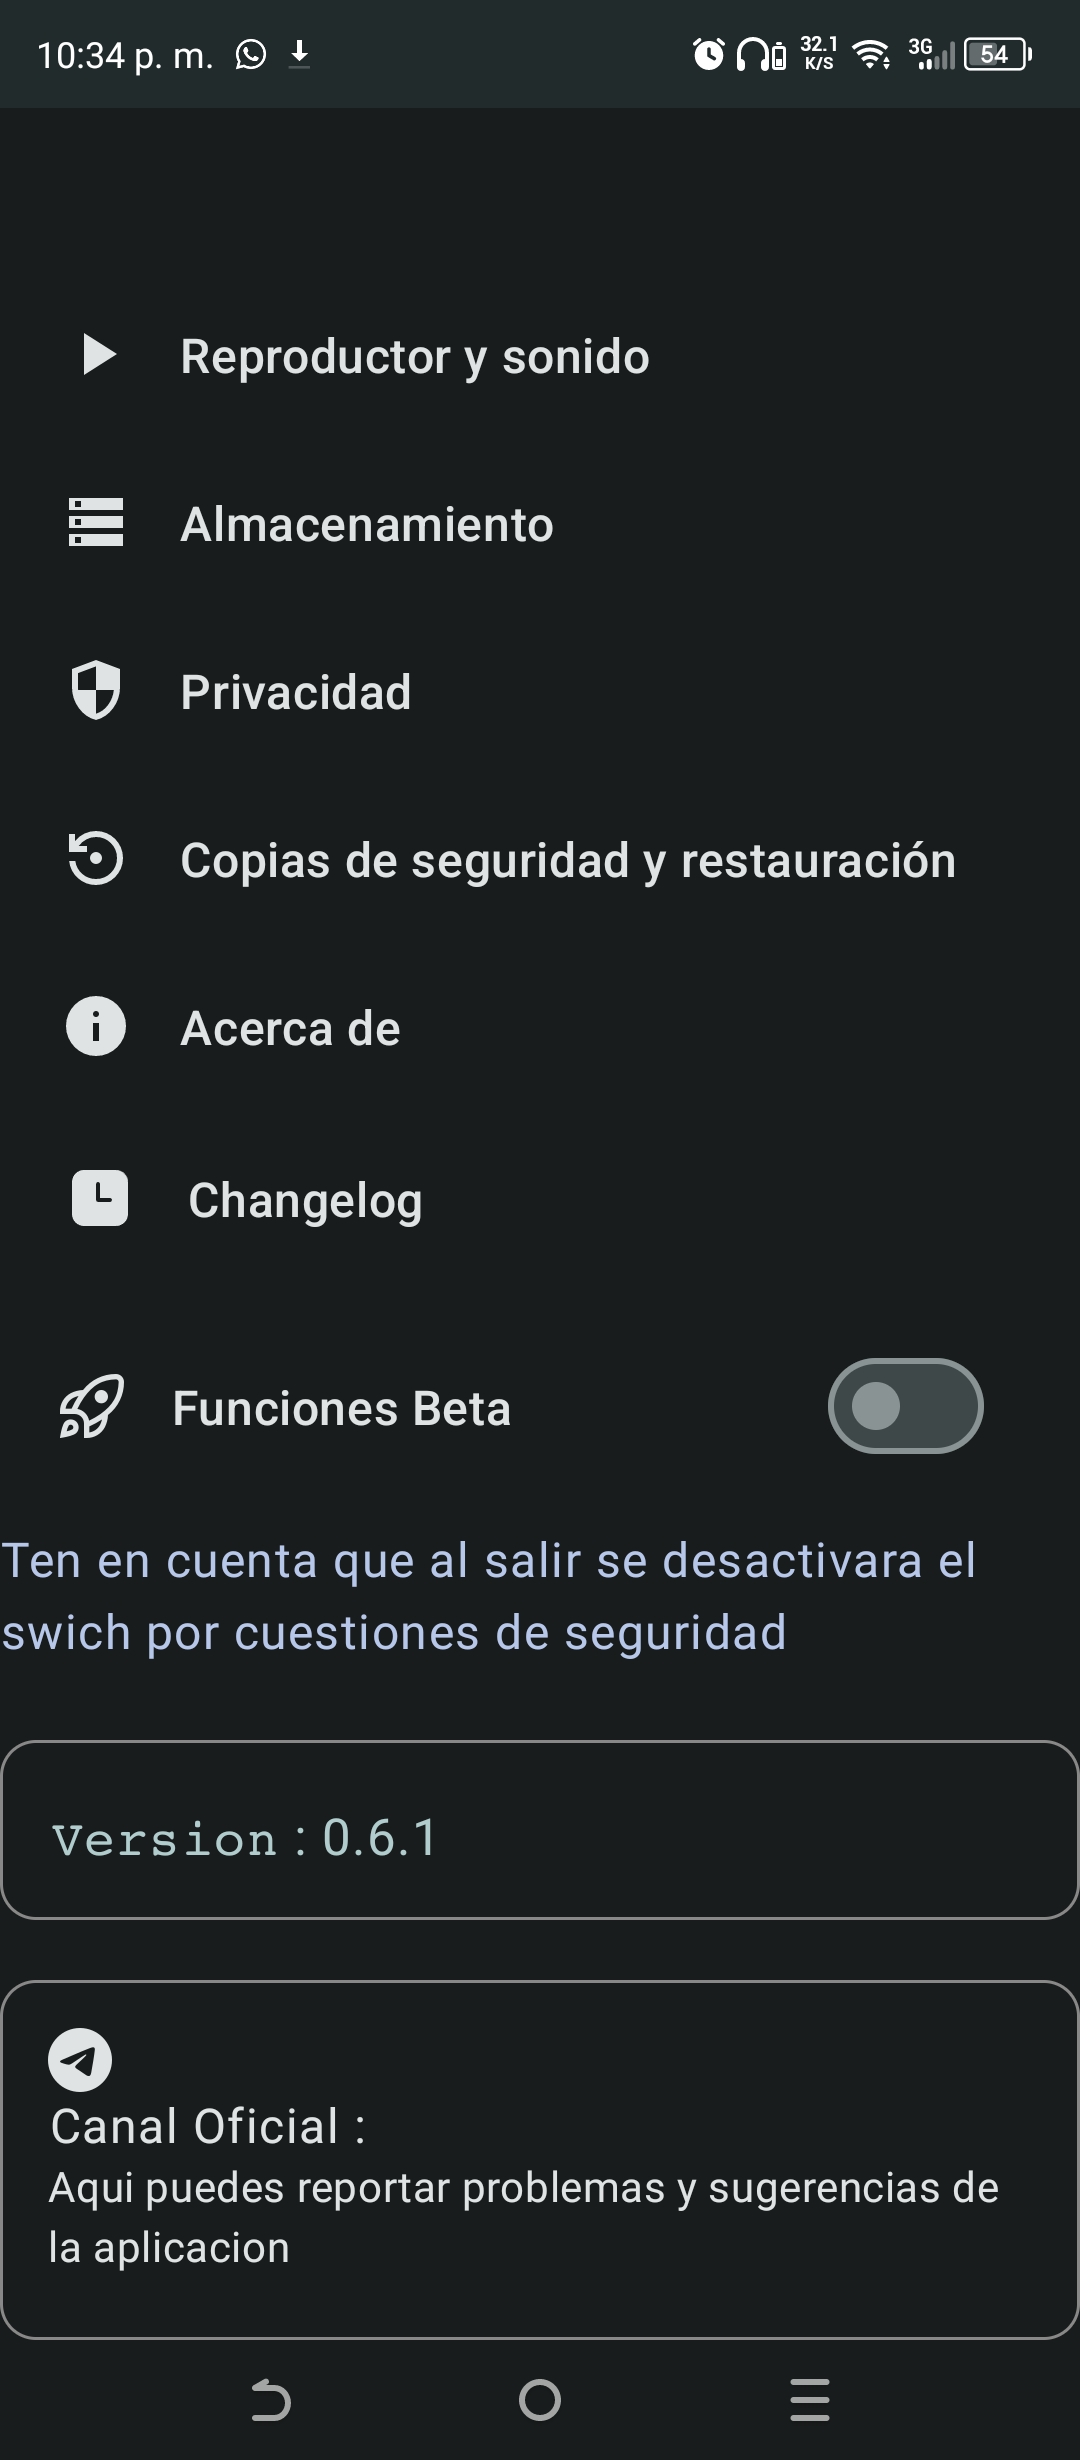 10:34 p. m.
32.1
K/S
3G
54
Reproductor y sonido
Almacenamiento
Privacidad
Copias de seguridad y restauración
Acerca de
Changelog
Funciones Beta
Ten en cuenta que al salir se desactivara el
swich por cuestiones de seguridad
Version : 0.6.1
Canal Oficial :
Aqui puedes reportar problemas y sugerencias de
la aplicacion